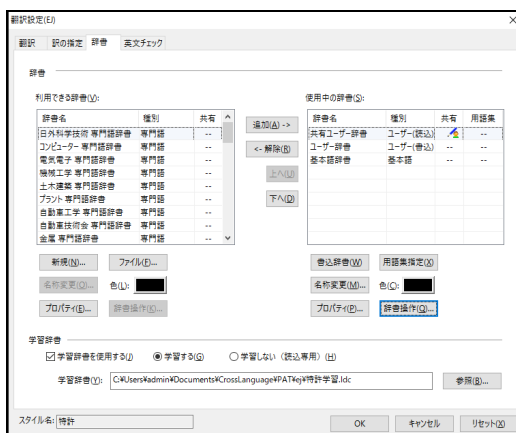 翻訳設定(EJ)
翻訳 訳の指定 辞書 英文チェック
辞書
利用できる辞書(V): 使用中の辞書(S):
辞書名 種別 共有 辞書名 種別 共有 用語集
日外科学技術 専門語辞書 専門語 -- 追加(A) -> 共有ユーザー辞書 ユーザー(読込) --
コンピューター 専門語辞書 専門語 -- ユーザー辞書 ユーザー(書込) -- --
電気電子 専門語辞書 専門語 -- <- 解除(R) 基本語辞書 基本語 -- --
機械工学 専門語辞書 専門語 -- 上へ(U)
土木建築 専門語辞書 専門語 --
プラント 専門語辞書 専門語 -- 下へ(D)
自動車工学 専門語辞書 専門語 --
自動車技術会 専門語辞書 専門語 --
金属 専門語辞書 専門語 --
新規(N)... ファイル(F)... 書込辞書(W) 用語集指定(X)
名称変更(O)... 色(L): 名称変更(M)... 色(C):
プロパティ(E)... 辞書操作(K)... プロパティ(P)... 辞書操作(Q)...
学習辞書
学習辞書を使用する(J) 学習する(G) 学習しない（読込専用）(H)
学習辞書(Y): C:¥Users¥admin¥Documents¥CrossLanguage¥PAT¥ej¥特許学習.ldc 参照(B)...
スタイル名: 特許 OK キャンセル リセット(X)